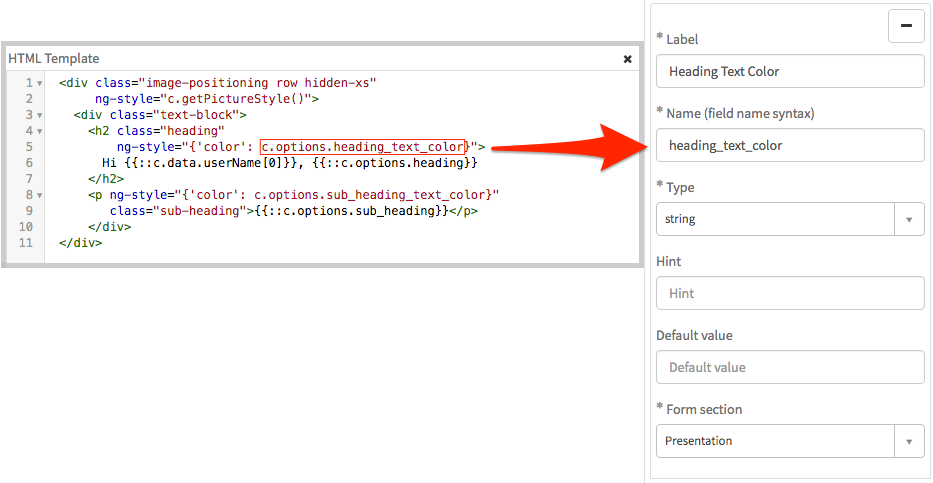 HTML Template
1 <div class="image-positioning row hidden-xs"
2 ng-style="c.getPictureStyle()">
3 <div class="text-block">
4 <h2 class="heading"
5 ng-style="{'color': c.options.heading_text_color}">
6 Hi {{::c.data.userName[0]}}, {{::c.options.heading}}
7 </h2>
8 <p ng-style="{'color': c.options.sub_heading_text_color}"
9 class="sub-heading">{{::c.options.sub_heading}}</p>
10 </div>
11 </div>
* Label
Heading Text Color
* Name (field name syntax)
heading_text_color
* Type
string
Hint
Hint
Default value
Default value
* Form section
Presentation